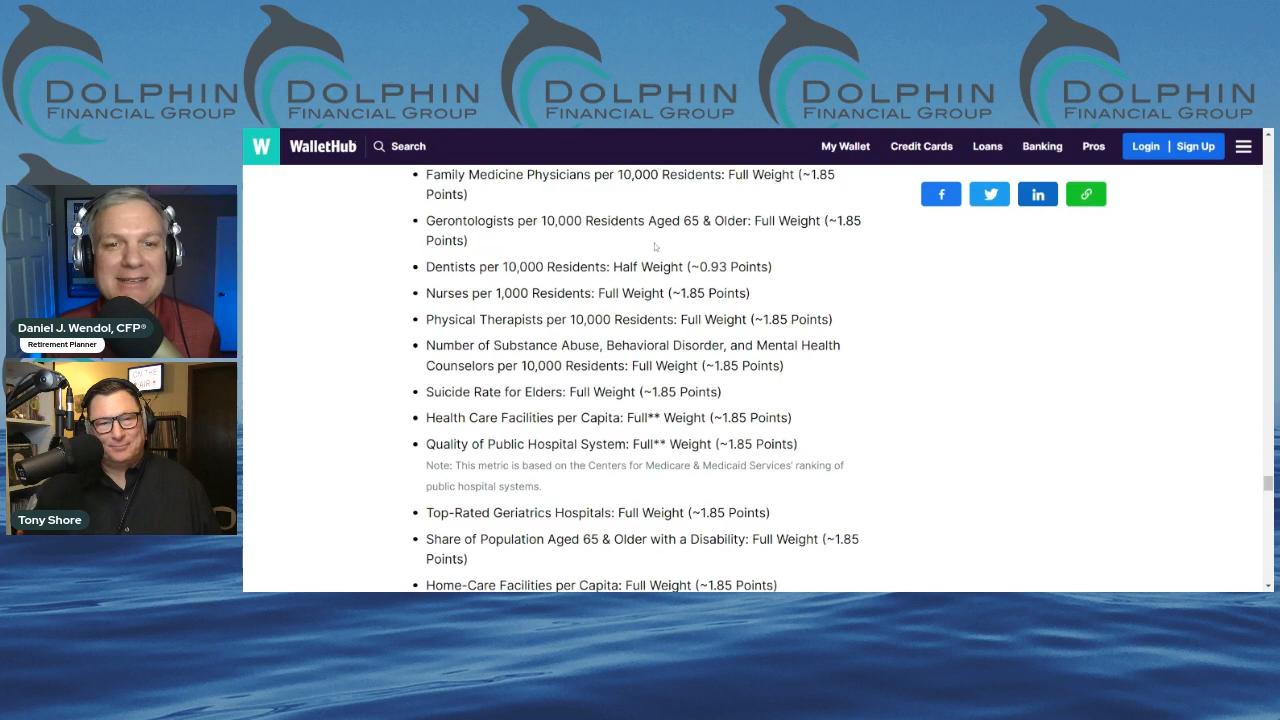 DOLPHIN
FINANCIAL GROUP
DOLPHIN
FINANCIAL GROUP
DOLPHIN
FINANCIAL GROUP
DOLPHIN
FINANCIAL GROUP
DOLPHIN
FINANCIAL GROUP
W WalletHub Search My Wallet Credit Cards Loans Banking Pros Login | Sign Up
Family Medicine Physicians per 10,000 Residents: Full Weight (~1.85
Points)
Gerontologists per 10,000 Residents Aged 65 & Older: Full Weight (~1.85
Points)
Dentists per 10,000 Residents: Half Weight (~0.93 Points)
Nurses per 1,000 Residents: Full Weight (~1.85 Points)
Physical Therapists per 10,000 Residents: Full Weight (~1.85 Points)
Number of Substance Abuse, Behavioral Disorder, and Mental Health
Counselors per 10,000 Residents: Full Weight (~1.85 Points)
Suicide Rate for Elders: Full Weight (~1.85 Points)
Health Care Facilities per Capita: Full** Weight (~1.85 Points)
Quality of Public Hospital System: Full** Weight (~1.85 Points)
Note: This metric is based on the Centers for Medicare & Medicaid Services' ranking of
public hospital systems.
Top-Rated Geriatrics Hospitals: Full Weight (~1.85 Points)
Share of Population Aged 65 & Older with a Disability: Full Weight (~1.85
Points)
Home-Care Facilities per Capita: Full Weight (~1.85 Points)
Daniel J. Wendol, CFP®
Retirement Planner
ON THE
AIR
Tony Shore